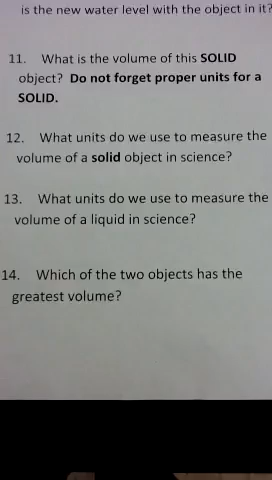 is the new water level with the object in it?
11. What is the volume of this SOLID
object? Do not forget proper units for a
SOLID.
12. What units do we use to measure the
volume of a solid object in science?
13. What units do we use to measure the
volume of a liquid in science?
14. Which of the two objects has the
greatest volume?